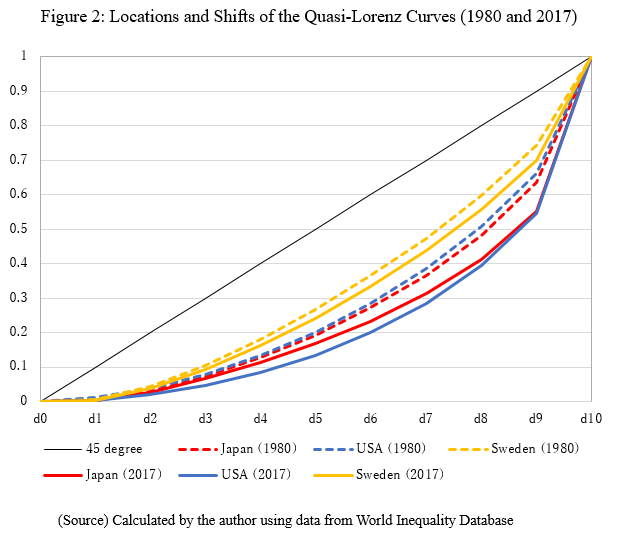 Figure 2: Locations and Shifts of the Quasi-Lorenz Curves (1980 and 2017)
1
0.9
0.8
0.7
0.6
0.5
0.4
0.3
0.2
0.1
0
d0 d1 d2 d3 d4 d5 d6 d7 d8 d9 d10
45 degree Japan (1980) USA (1980) Sweden (1980)
Japan (2017) USA (2017) Sweden (2017)
(Source) Calculated by the author using data from World Inequality Database